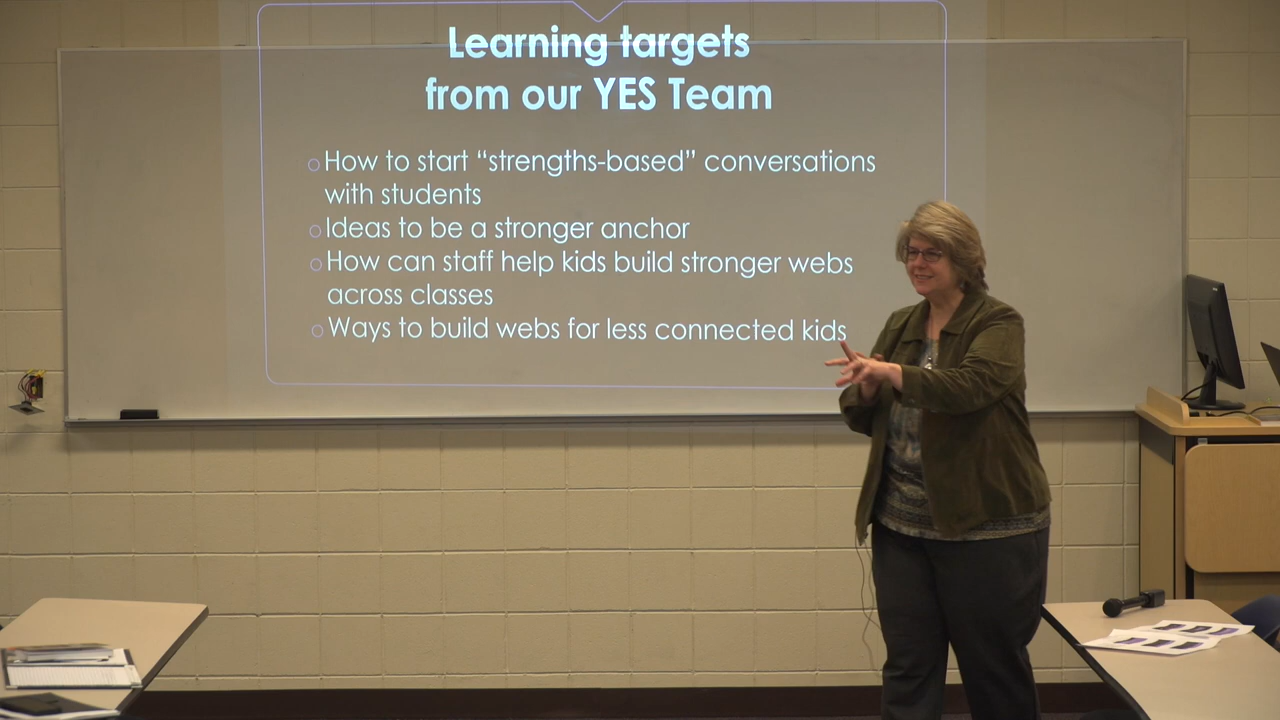 Learning targets
from our YES Team
○ How to start “strengths-based” conversations
with students
○ Ideas to be a stronger anchor
○ How can staff help kids build stronger webs
across classes
○ Ways to build webs for less connected kids